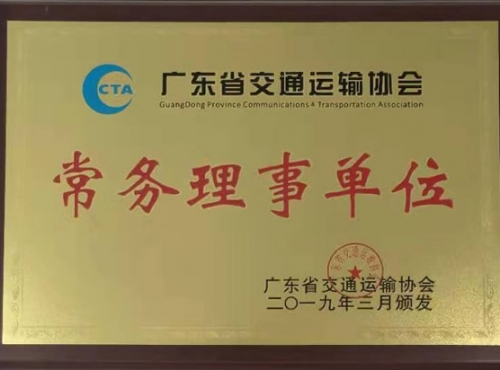 CTA
广东省交通运输协会
GuangDong Province Communications & Transportation Association
常务理事单位
广东省交通运输协会
二〇一九年三月颁发